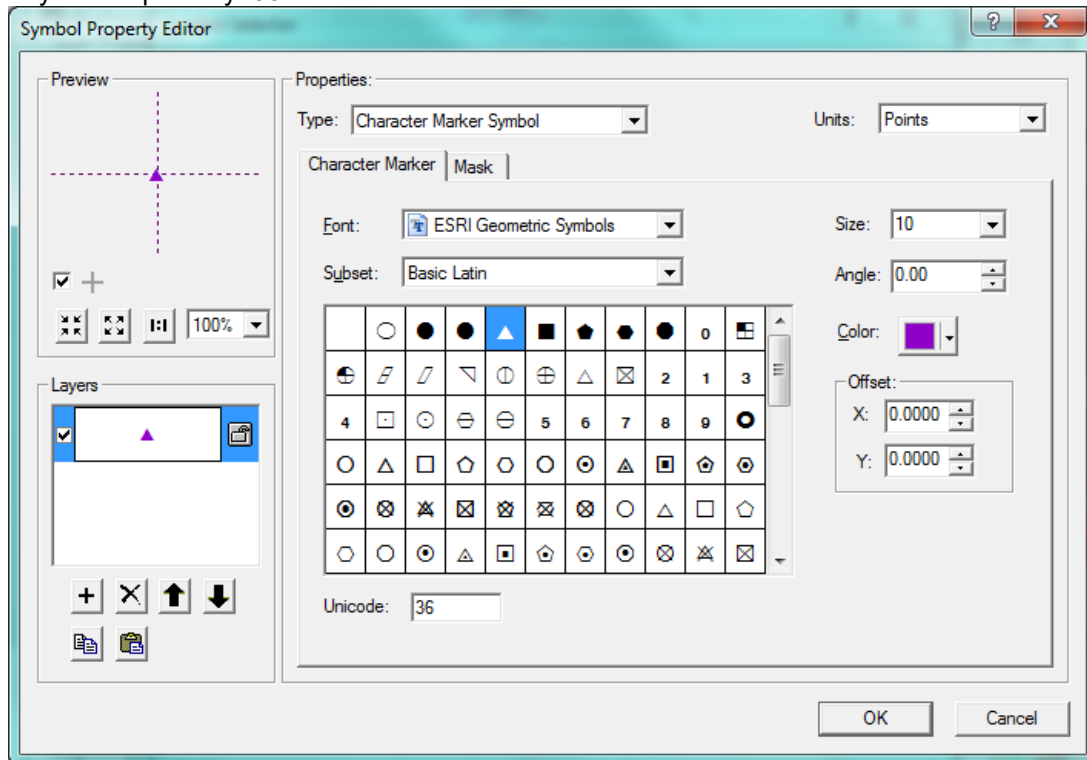 Symbol Property Editor
Preview
100%
Layers
Properties:
Type: Character Marker Symbol
Units: Points
Character Marker
Mask
Font: ESRI Geometric Symbols
Size: 10
Subset: Basic Latin
Angle: 0.00
0
Color:
2 1 3
Offset:
4 5 6 7 8 9
X: 0.0000
Y: 0.0000
Unicode: 36
OK
Cancel